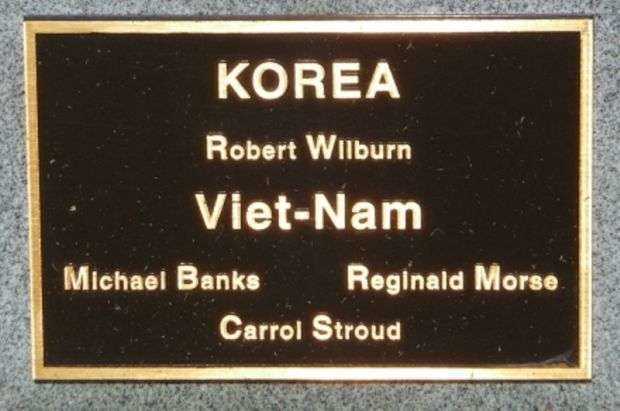 KOREA
Robert Wilburn
Viet-Nam
Michael Banks Reginald Morse
Carrol Stroud